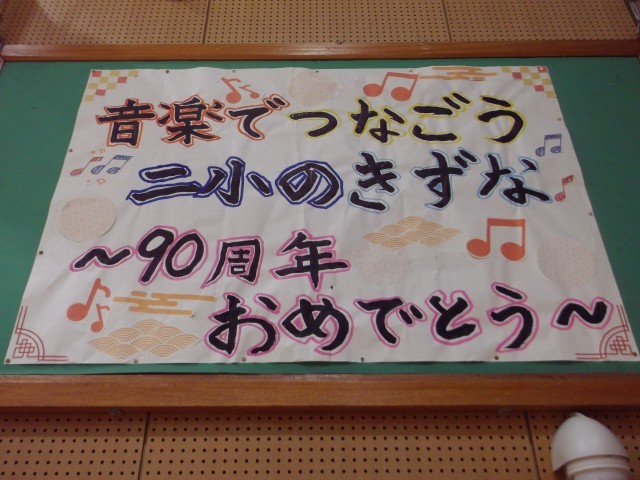 音楽でつなごう
二小のきずな
～90周年
おめでとう～